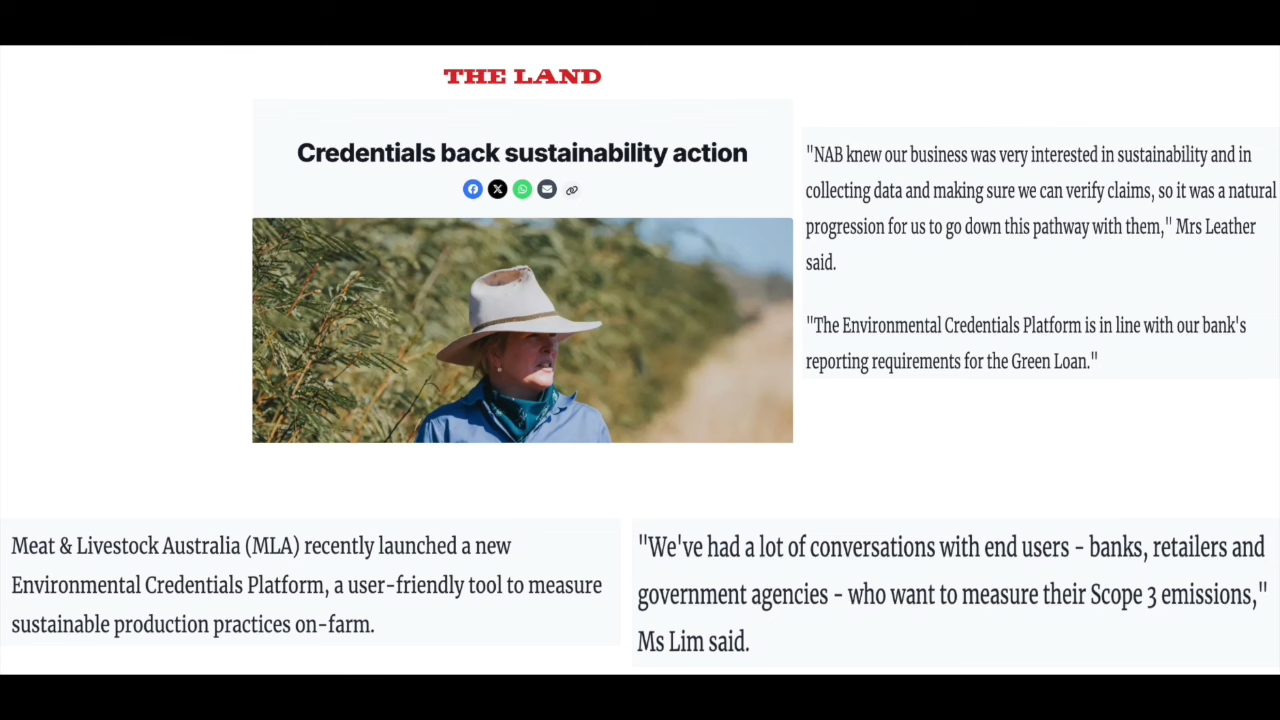 THE LAND
Credentials back sustainability action
"NAB knew our business was very interested in sustainability and in
collecting data and making sure we can verify claims, so it was a natural
progression for us to go down this pathway with them," Mrs Leather
said.
"The Environmental Credentials Platform is in line with our bank's
reporting requirements for the Green Loan."
Meat & Livestock Australia (MLA) recently launched a new
Environmental Credentials Platform, a user-friendly tool to measure
sustainable production practices on-farm.
"We've had a lot of conversations with end users - banks, retailers and
government agencies - who want to measure their Scope 3 emissions,"
Ms Lim said.